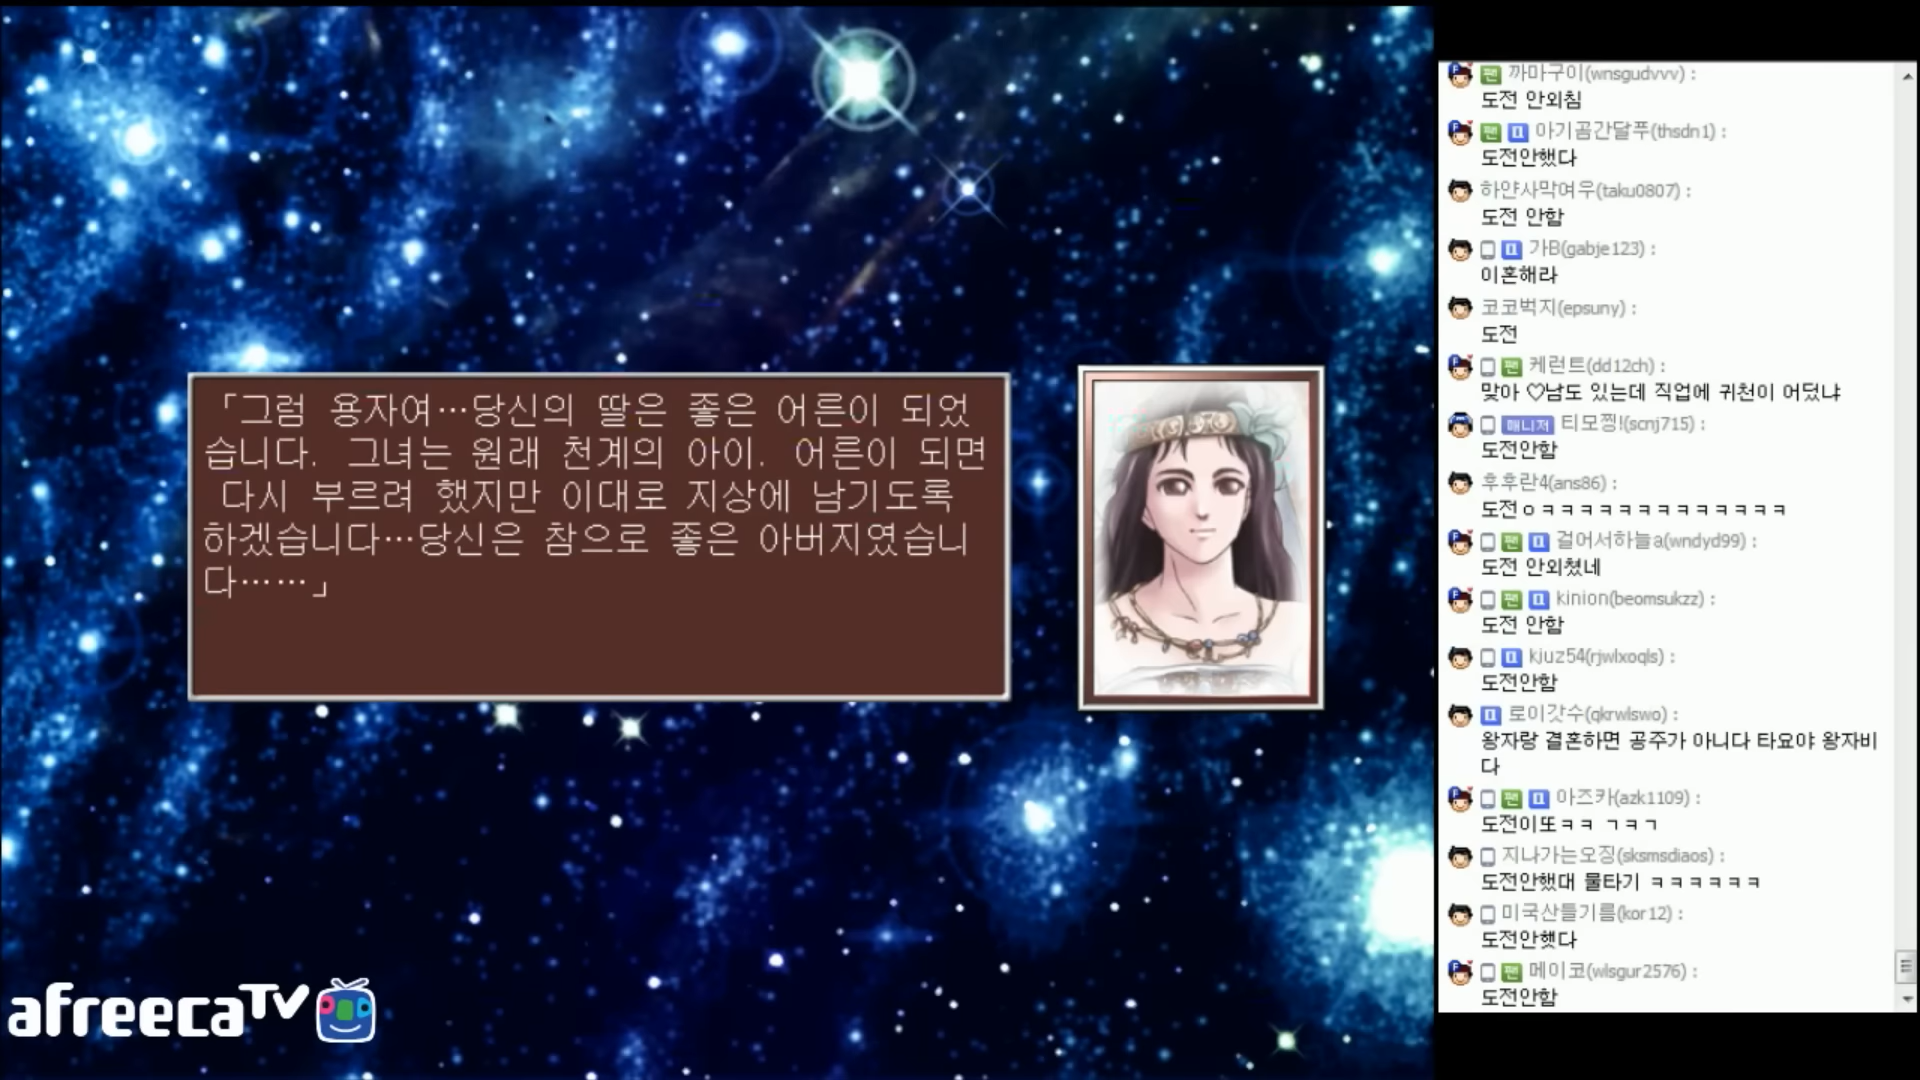 「그럼 용자여…당신의 딸은 좋은 어른이 되었
습니다. 그녀는 원래 천계의 아이. 어른이 되면
다시 부르려 했지만 이대로 지상에 남기도록
하겠습니다…당신은 참으로 좋은 아버지였습니
다……」
afreecaTV
팬 까마구이(wnsgudvvv) :
도전 안외침
팬 아기곰간달푸(thsdn1) :
도전안했다
하얀사막여우(taku0807) :
도전 안함
가B(gabje123) :
이혼해라
코코벅지(epsuny) :
도전
팬 케런트(dd12ch) :
맞아 ♡남도 있는데 직업에 귀천이 어딨냐
매니저 티모찡!(scnj715) :
도전안함
후후란4(ans86) :
도전ㅇㅋㅋㅋㅋㅋㅋㅋㅋㅋㅋㅋㅋㅋ
팬 걸어서하늘a(wndyd99) :
도전 안외쳤네
팬 kinion(beomsukzz) :
도전 안함
kjuz54(rjwlxoqls) :
도전안함
로이갓수(qkrwlswo) :
왕자랑 결혼하면 공주가 아니다 타요야 왕자비
다
팬 아즈카(azk1109) :
도전이또ㅋㅋ ㄱㅋㄱ
지나가는오징(sksmsdiaos) :
도전안했대 물타기 ㅋㅋㅋㅋㅋㅋ
미국산들기름(kor12) :
도전안햇다
팬 메이코(wlsgur2576) :
도전안함